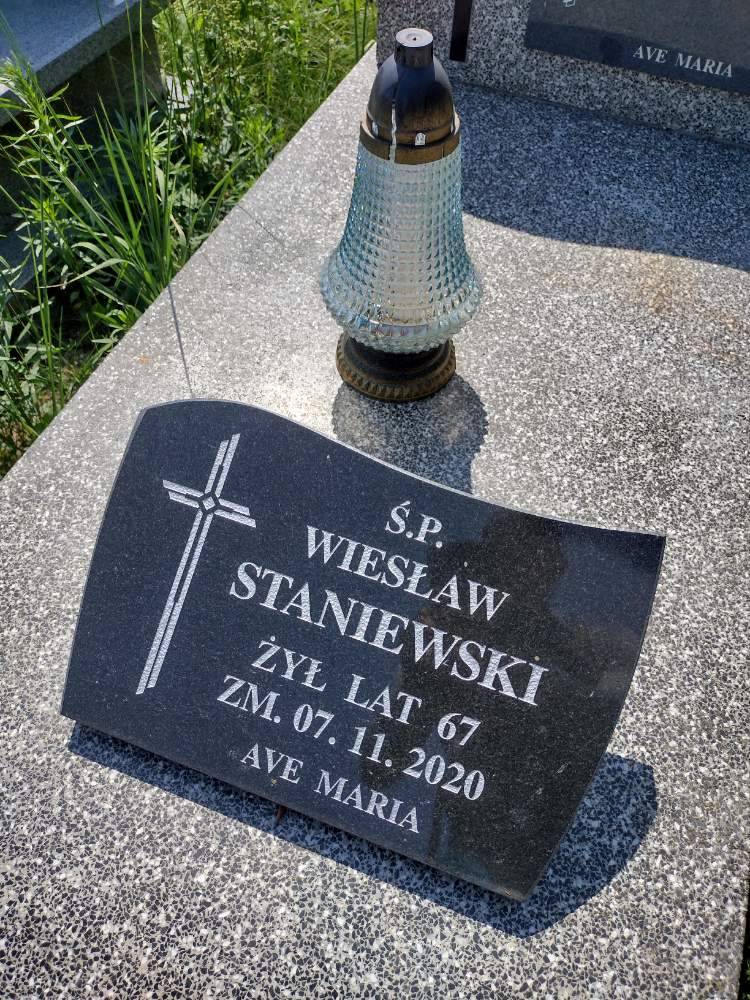 AVE MARIA
Ś.P.
WIESŁAW
STANIEWSKI
ŻYŁ LAT 67
ZM. 07. 11. 2020
AVE MARIA